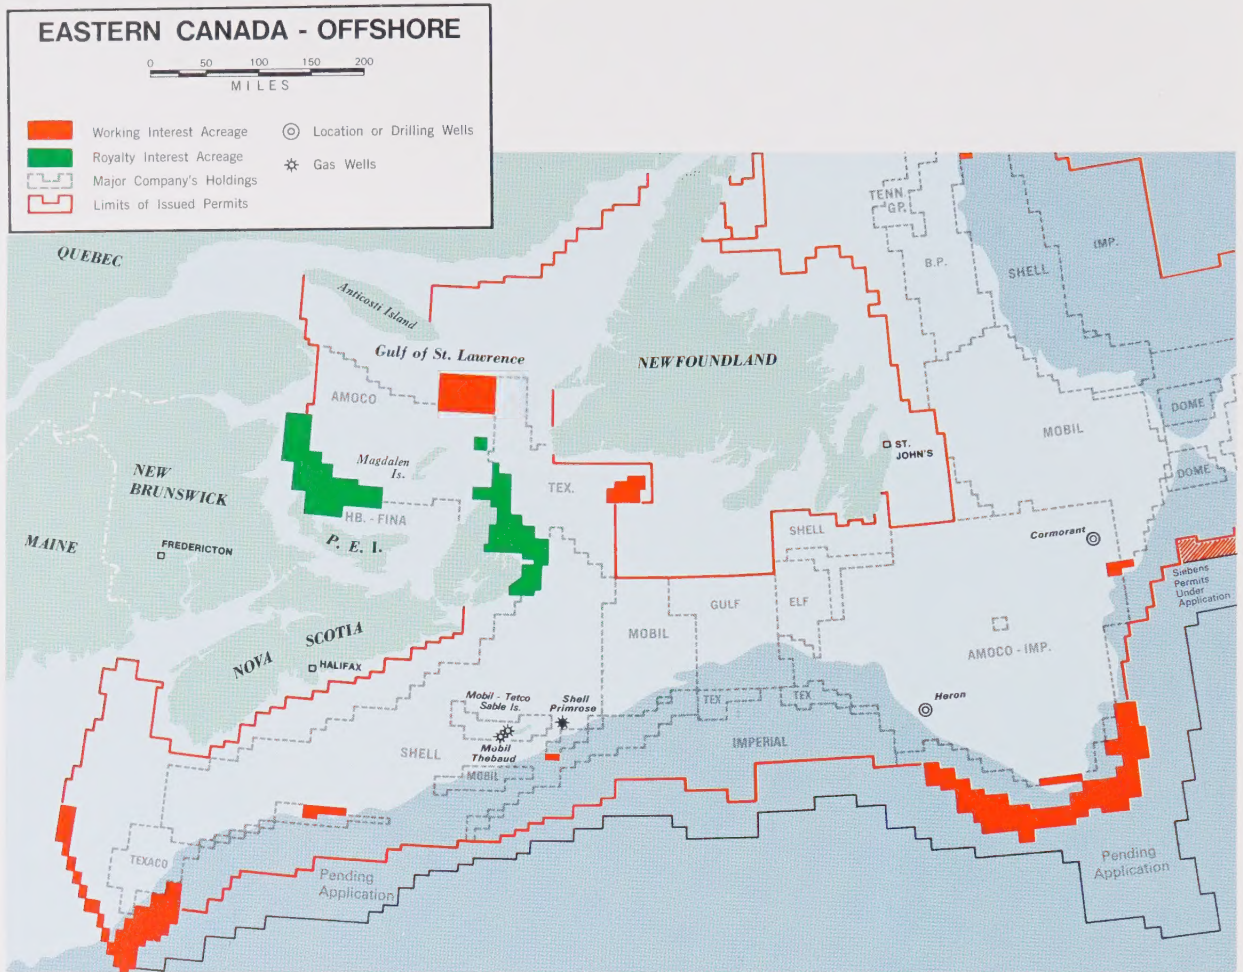 EASTERN CANADA - OFFSHORE
0 50 100 150 200
MILES
Working Interest Acreage
Location or Drilling Wells
Royalty Interest Acreage
Gas Wells
Major Company's Holdings
Limits of Issued Permits
QUEBEC
Anticosti Island
Gulf of St. Lawrence
NEWFOUNDLAND
TENN.
GP.
B.P.
SHELL
IMP.
AMOCO
DOME
MOBIL
ST.
JOHN'S
Magdalen
Is.
NEW
BRUNSWICK
TEX.
DOME
HB. - FINA
P. E. I.
SHELL
Cormorant
MAINE
FREDERICTON
Siebens
Permits
Under
Application
GULF
ELF
MOBIL
NOVA SCOTIA
HALIFAX
AMOCO - IMP.
Mobil - Tetco
Sable Is.
Shell
Primrose
TEX
TEX
Heron
SHELL
Mobil
Thebaud
IMPERIAL
MOBIL
TEXACO
Pending
Application
Pending
Application